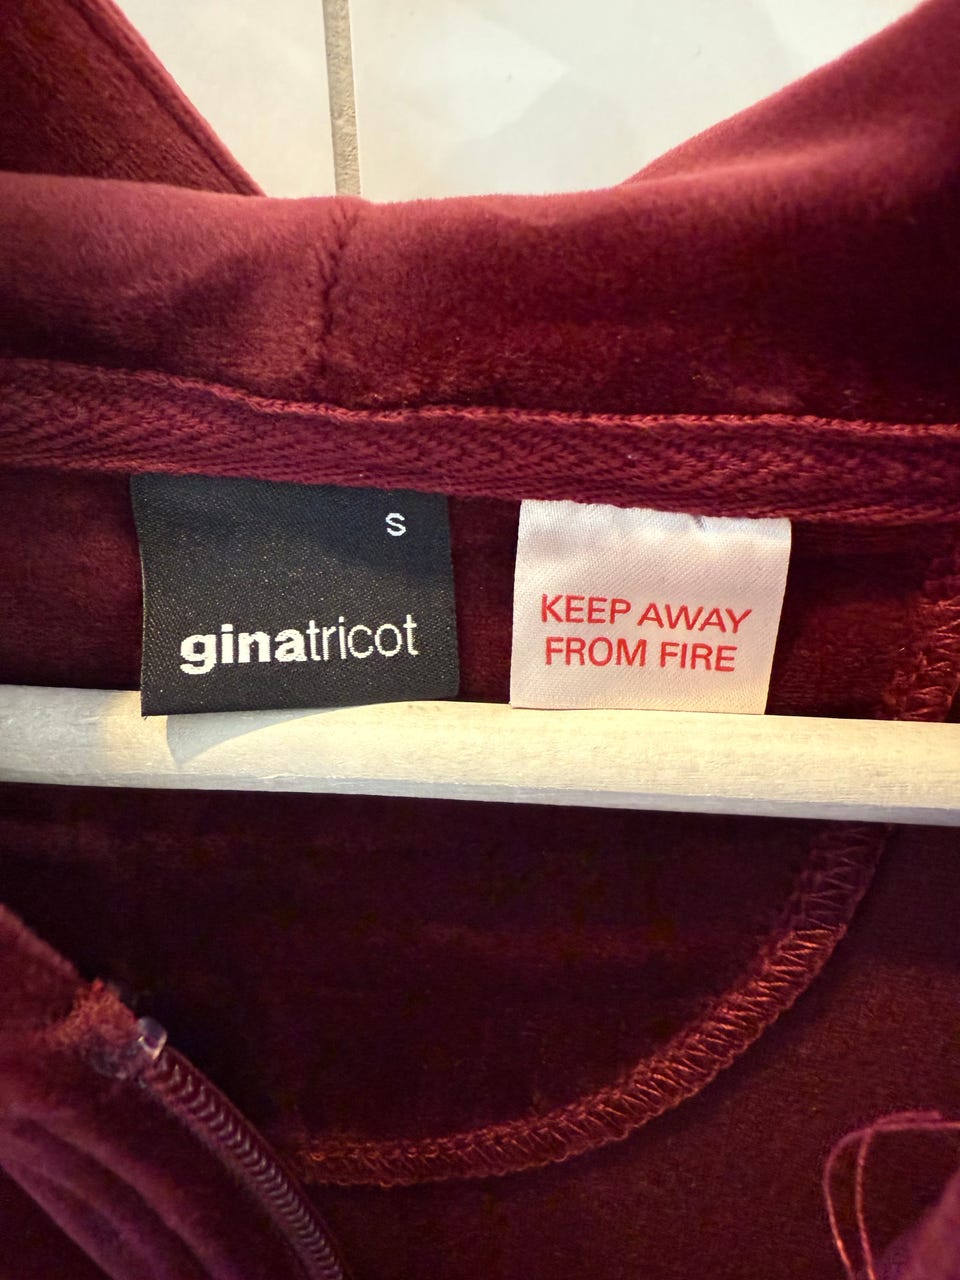 S
ginatricot
KEEP AWAY
FROM FIRE